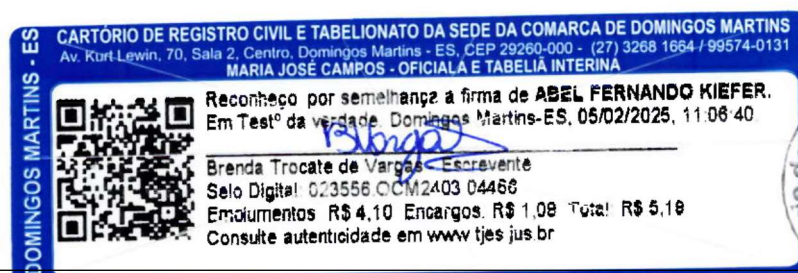 CARTÓRIO DE REGISTRO CIVIL E TABELIONATO DA SEDE DA COMARCA DE DOMINGOS MARTINS
Av. Kurt Lewin, 70, Sala 2, Centro, Domingos Martins - ES, CEP 29260-000 - (27) 3268 1664 / 99574-0131
MARIA JOSÉ CAMPOS - OFICIALA E TABELIÃ INTERINA
DOMINGOS MARTINS - ES
Reconheço por semelhança a firma de ABEL FERNANDO KIEFER.
Em Testº da verdade. Domingos Martins-ES, 05/02/2025, 11:06:40
BVargas
Brenda Trocate de Vargas - Escrevente
Selo Digital: 023556.OCM2403.04466
Emolumentos R$ 4,10 Encargos. R$ 1,08 Total: R$ 5,18
Consulte autenticidade em www tjes jus.br